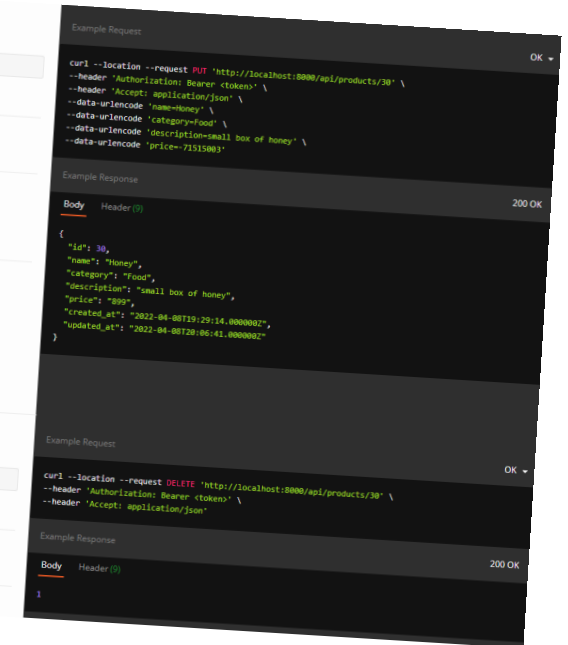 Example Request
OK
curl --location --request PUT 'http://localhost:8000/api/products/30' \
--header 'Authorization: Bearer <token>' \
--header 'Accept: application/json' \
--data-urlencode 'name=Honey' \
--data-urlencode 'category=Food' \
--data-urlencode 'description=small box of honey' \
--data-urlencode 'price=-71515003'
Example Response
200 OK
Body Header (9)
{
"id": 30,
"name": "Honey",
"category": "Food",
"description": "small box of honey",
"price": "899",
"created_at": "2022-04-08T19:29:14.000000Z",
"updated_at": "2022-04-08T20:06:41.000000Z"
}
Example Request
OK
curl --location --request DELETE 'http://localhost:8000/api/products/30' \
--header 'Authorization: Bearer <token>' \
--header 'Accept: application/json'
Example Response
200 OK
Body Header (9)
1